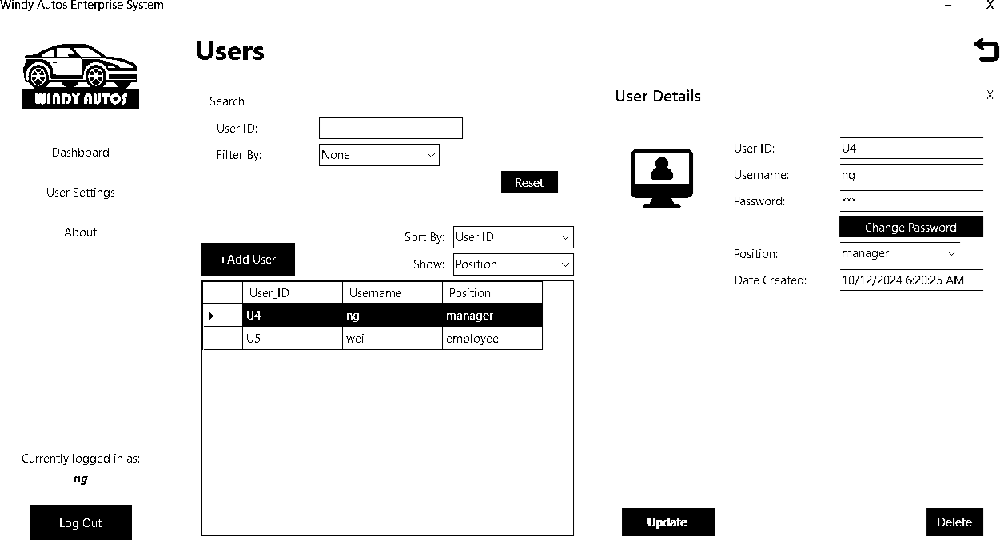 Windy Autos Enterprise System
– X
WINDY AUTOS
Dashboard
User Settings
About
Currently logged in as:
ng
Log Out
Users
Search
User ID:
Filter By: None
Reset
Sort By: User ID
+Add User
Show: Position
User_ID Username Position
U4 ng manager
U5 wei employee
User Details X
User ID: U4
Username: ng
Password: ***
Change Password
Position: manager
Date Created: 10/12/2024 6:20:25 AM
Update Delete